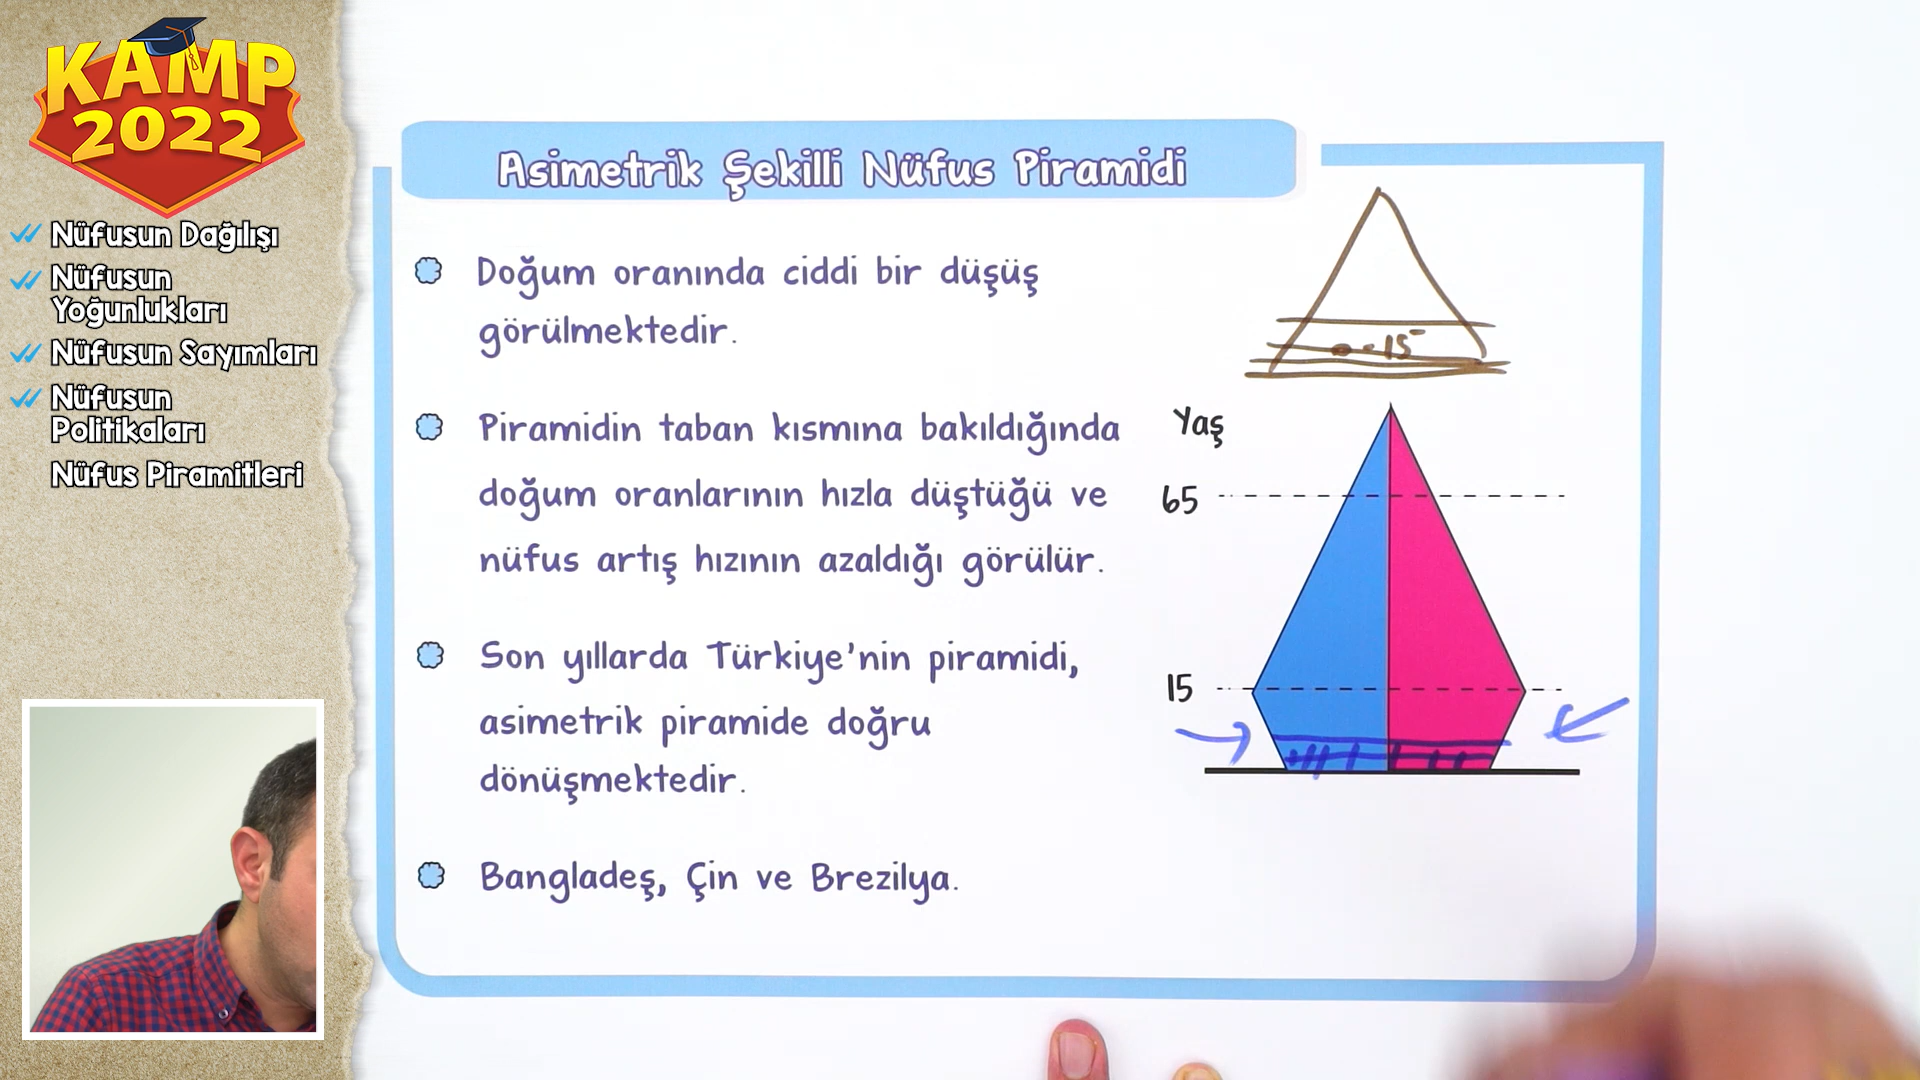 KAMP
2022
Nüfusun Dağılışı
Nüfusun
Yoğunlukları
Nüfusun Sayımları
Nüfusun
Politikaları
Nüfus Piramitleri
Asimetrik Şekilli Nüfus Piramidi
Doğum oranında ciddi bir düşüş
görülmektedir.
Piramidin taban kısmına bakıldığında
doğum oranlarının hızla düştüğü ve
nüfus artış hızının azaldığı görülür.
Son yıllarda Türkiye'nin piramidi,
asimetrik piramide doğru
dönüşmektedir.
Bangladeş, Çin ve Brezilya.
0-15
Yaş
65
15